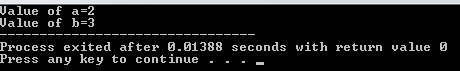 Value of a=2
Value of b=3
--------------------------------
Process exited after 0.01388 seconds with return value 0
Press any key to continue . . . _